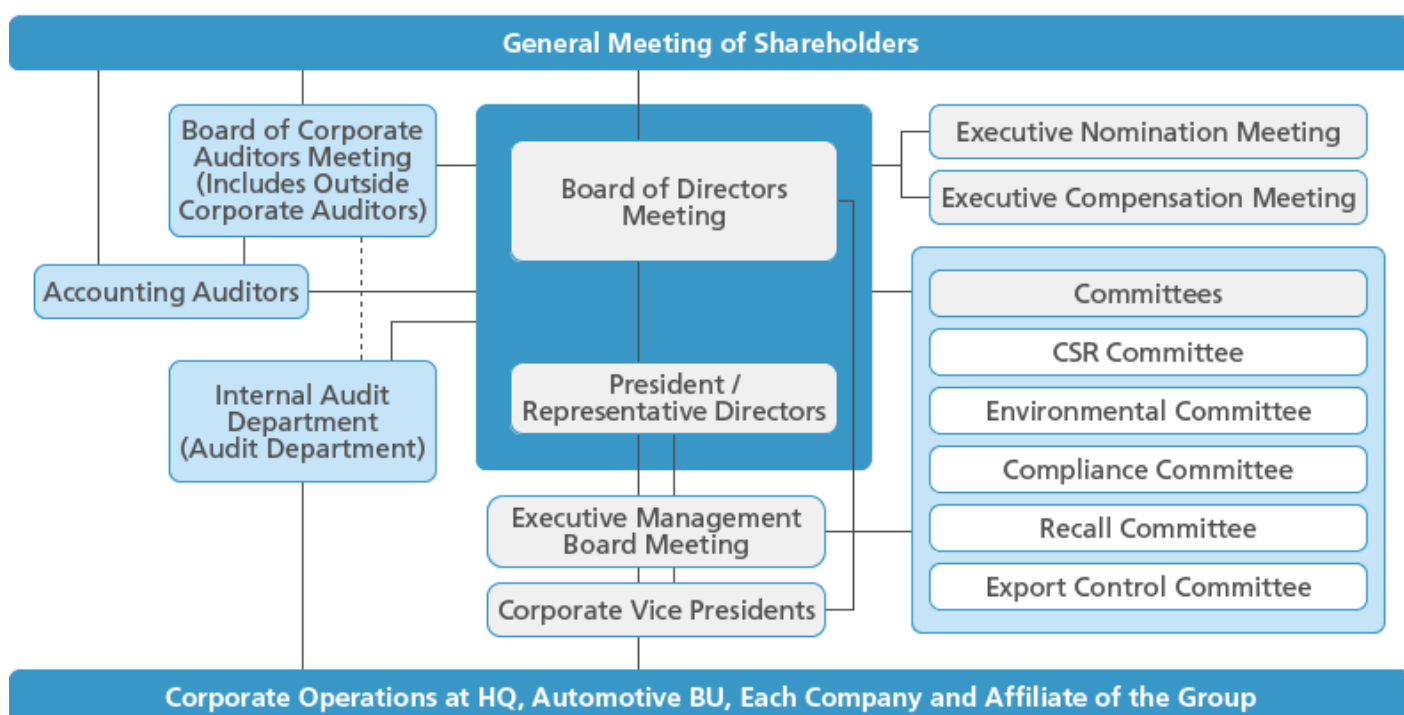 General Meeting of Shareholders
Board of Corporate
Auditors Meeting
(Includes Outside
Corporate Auditors)
Accounting Auditors
Internal Audit
Department
(Audit Department)
Board of Directors
Meeting
President /
Representative Directors
Executive Management
Board Meeting
Corporate Vice Presidents
Executive Nomination Meeting
Executive Compensation Meeting
Committees
CSR Committee
Environmental Committee
Compliance Committee
Recall Committee
Export Control Committee
Corporate Operations at HQ, Automotive BU, Each Company and Affiliate of the Group